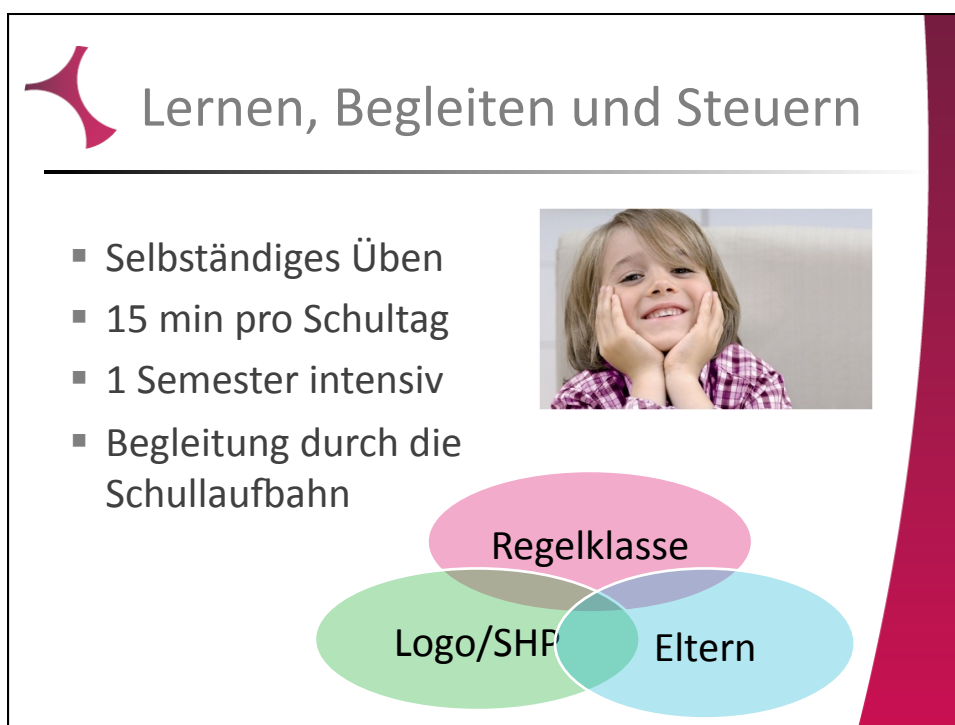 Lernen, Begleiten und Steuern
Selbständiges Üben
15 min pro Schultag
1 Semester intensiv
Begleitung durch die
Schullaufbahn
Regelklasse
Logo/SHP
Eltern